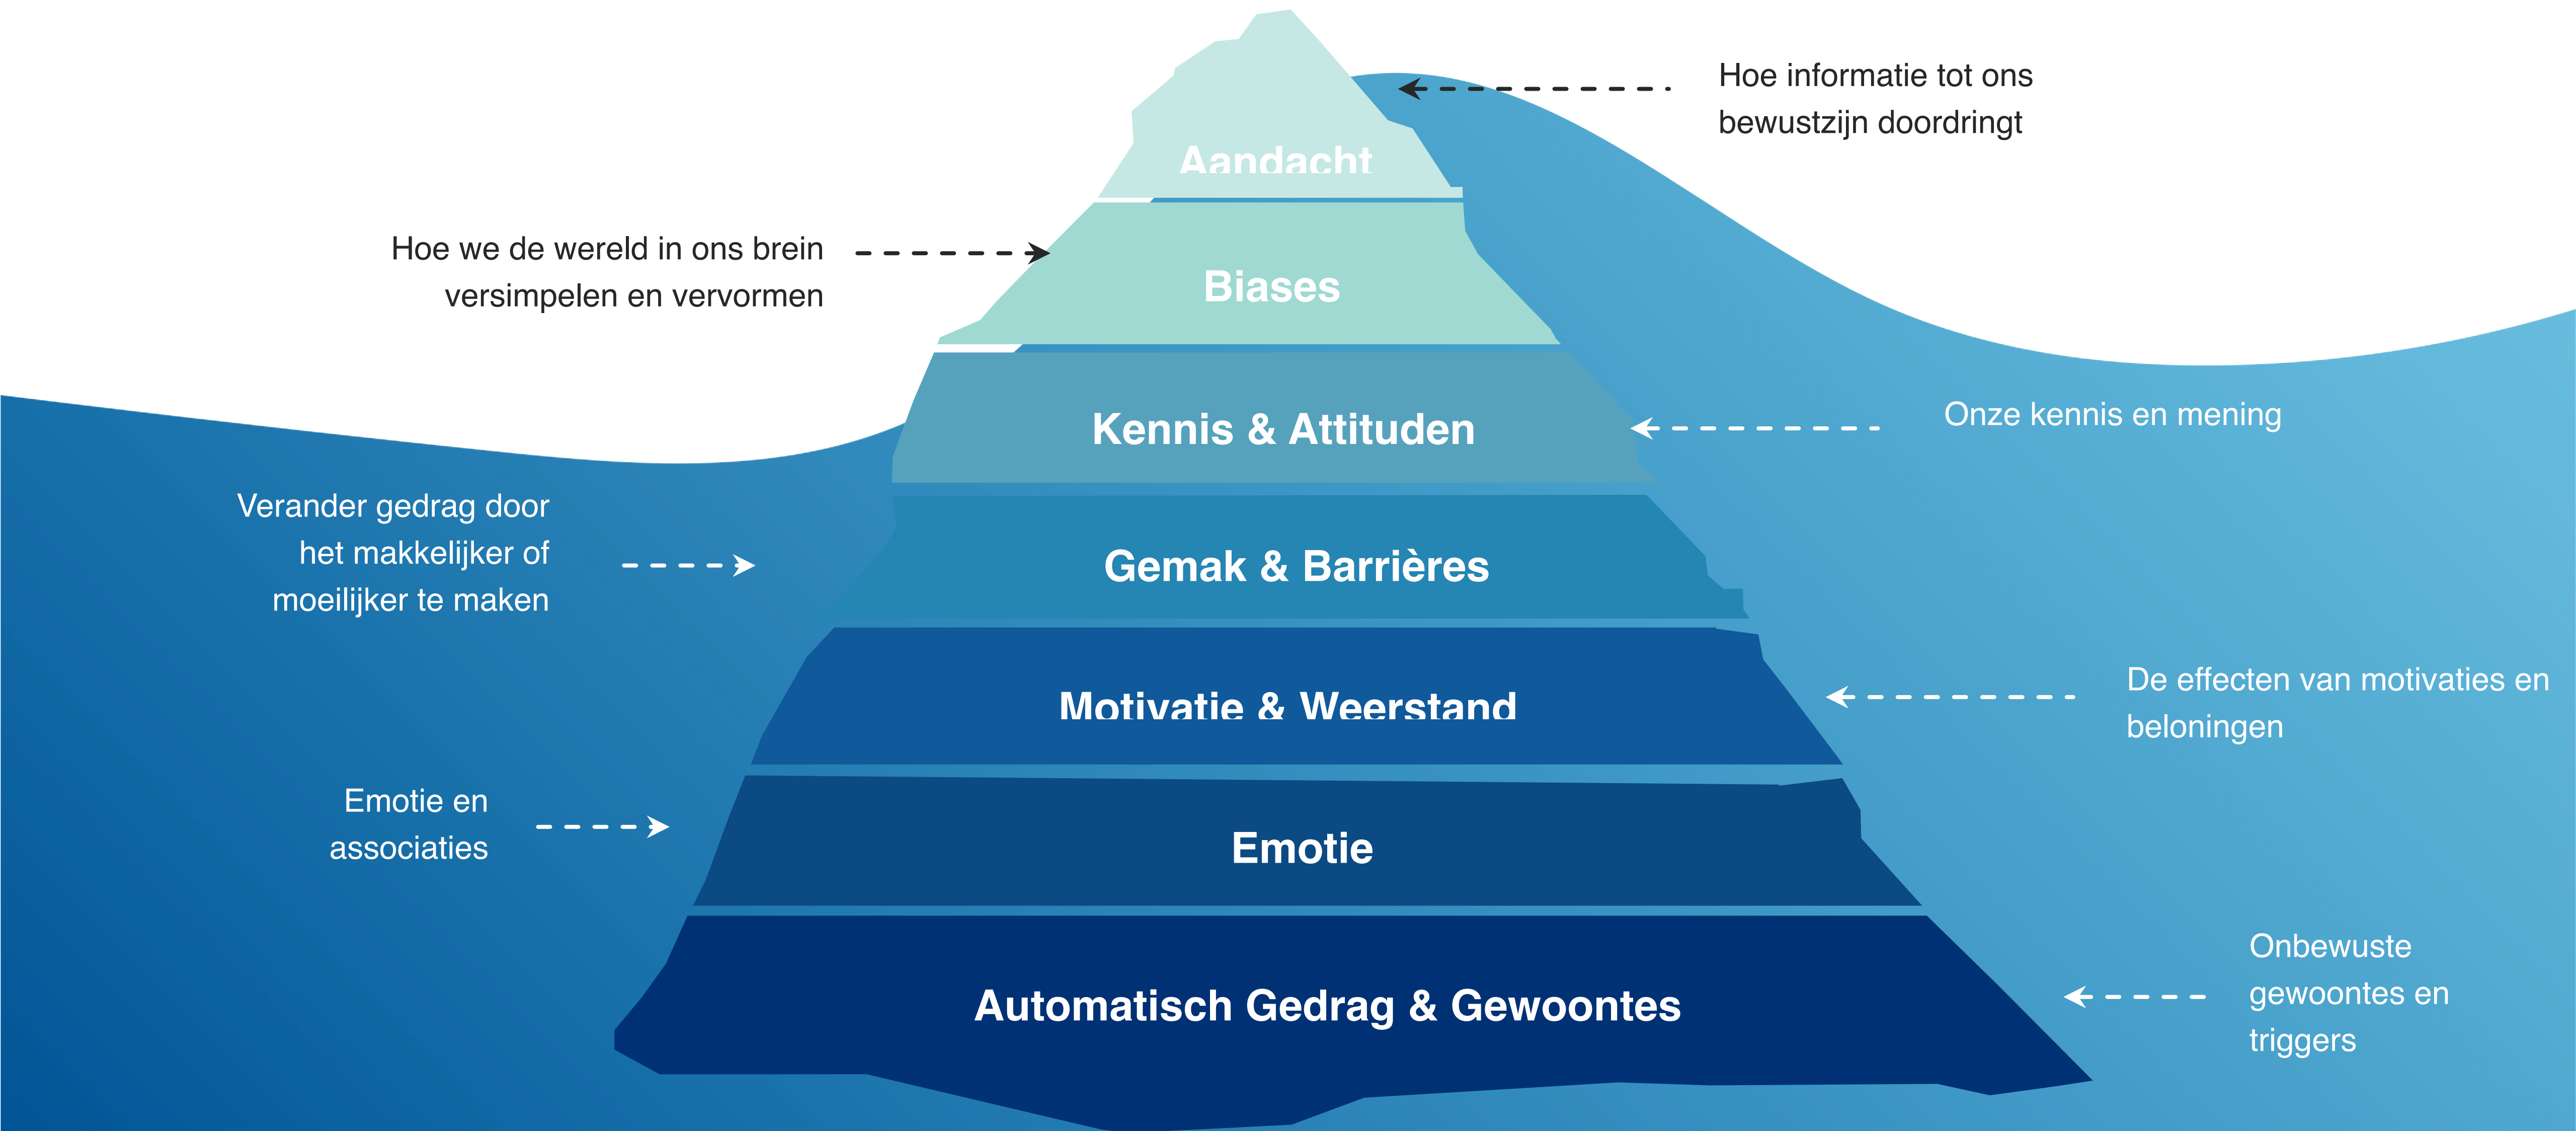 Hoe informatie tot ons
bewustzijn doordringt
Aandacht
Hoe we de wereld in ons brein
versimpelen en vervormen
Biases
Kennis & Attituden
Onze kennis en mening
Verander gedrag door
het makkelijker of
moeilijker te maken
Gemak & Barrières
Motivatie & Weerstand
De effecten van motivaties en
beloningen
Emotie en
associaties
Emotie
Automatisch Gedrag & Gewoontes
Onbewuste
gewoontes en
triggers